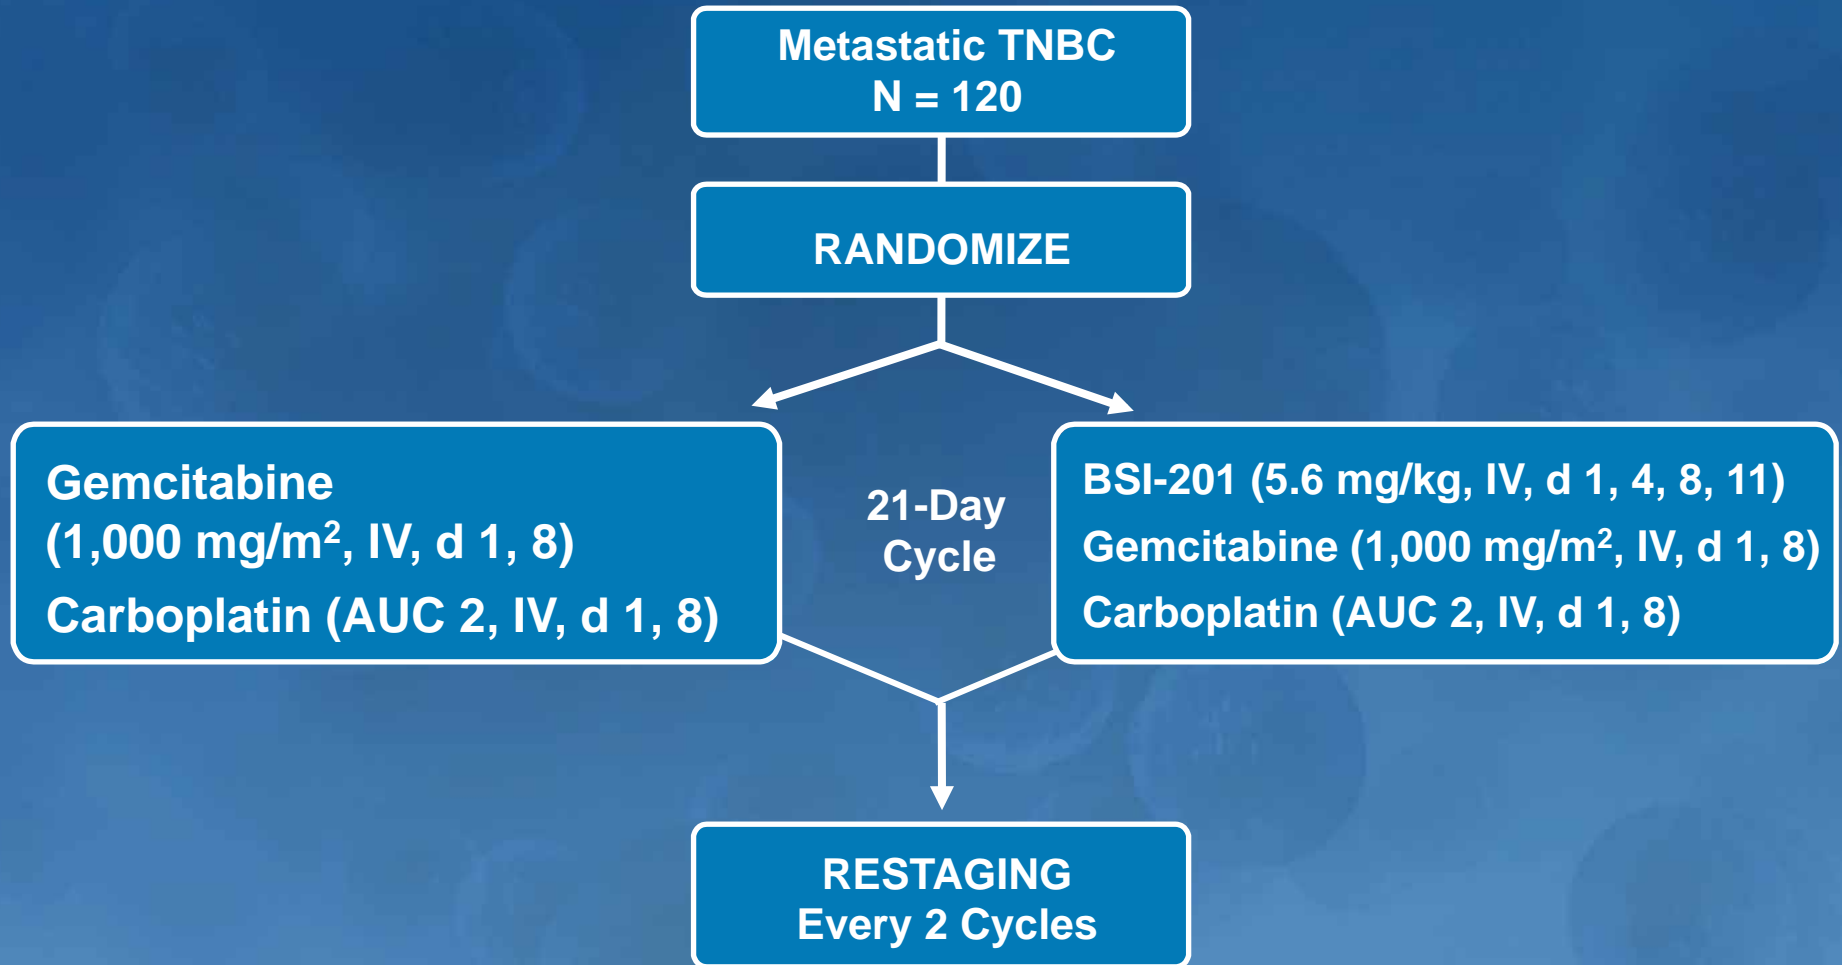 Metastatic TNBC
N = 120
RANDOMIZE
Gemcitabine
(1,000 mg/m², IV, d 1, 8)
Carboplatin (AUC 2, IV, d 1, 8)
21-Day
Cycle
BSI-201 (5.6 mg/kg, IV, d 1, 4, 8, 11)
Gemcitabine (1,000 mg/m², IV, d 1, 8)
Carboplatin (AUC 2, IV, d 1, 8)
RESTAGING
Every 2 Cycles